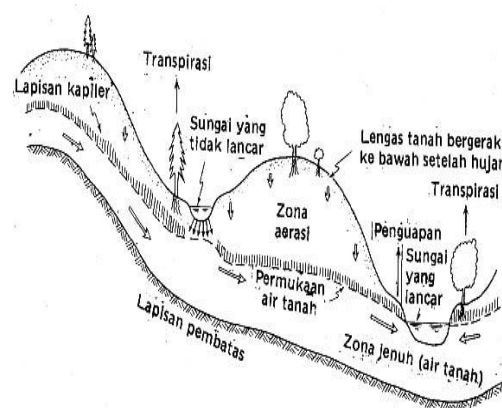 Transpirasi
Lapisan kapiler
Sungai yang
tidak lancar
Lengas tanah bergerak
ke bawah setelah hujan
Transpirasi
Zona
aerasi
Penguapan
Sungai
yang
lancar
Permukaan
air tanah
Lapisan pembatas
Zona jenuh (air tanah)